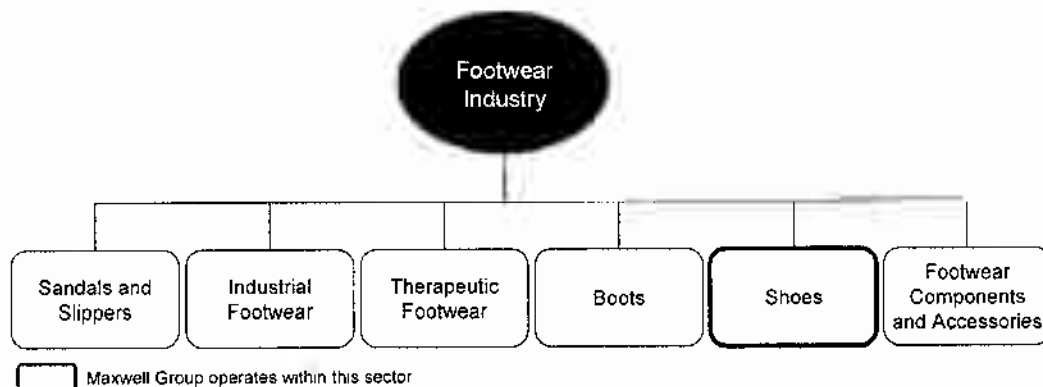 Footwear
Industry
Sandals and
Slippers
Industrial
Footwear
Therapeutic
Footwear
Boots
Shoes
Footwear
Components
and Accessories
Maxwell Group operates within this sector